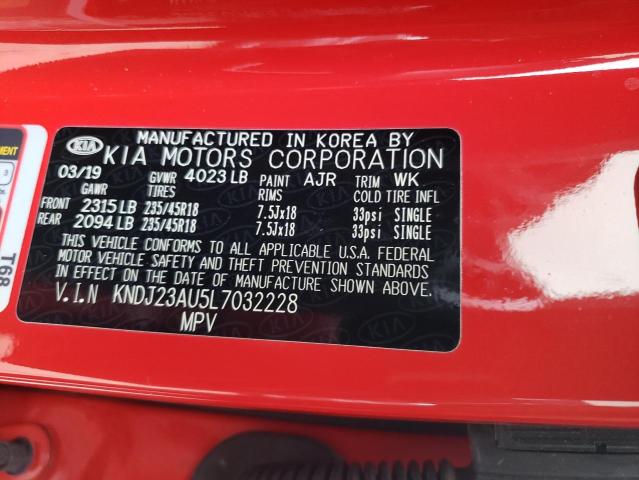 MANUFACTURED IN KOREA BY
KIA KIA MOTORS CORPORATION
03/19 GVWR 4023 LB PAINT AJR TRIM WK
GAWR TIRES RIMS COLD TIRE INFL
FRONT 2315 LB 235/45R18 7.5Jx18 33psi SINGLE
REAR 2094 LB 235/45R18 7.5Jx18 33psi SINGLE
THIS VEHICLE CONFORMS TO ALL APPLICABLE U.S.A. FEDERAL
MOTOR VEHICLE SAFETY AND THEFT PREVENTION STANDARDS
IN EFFECT ON THE DATE OF MANUFACTURE SHOWN ABOVE.
V.I.N KNDJ23AU5L7032228
MPV
T68
3